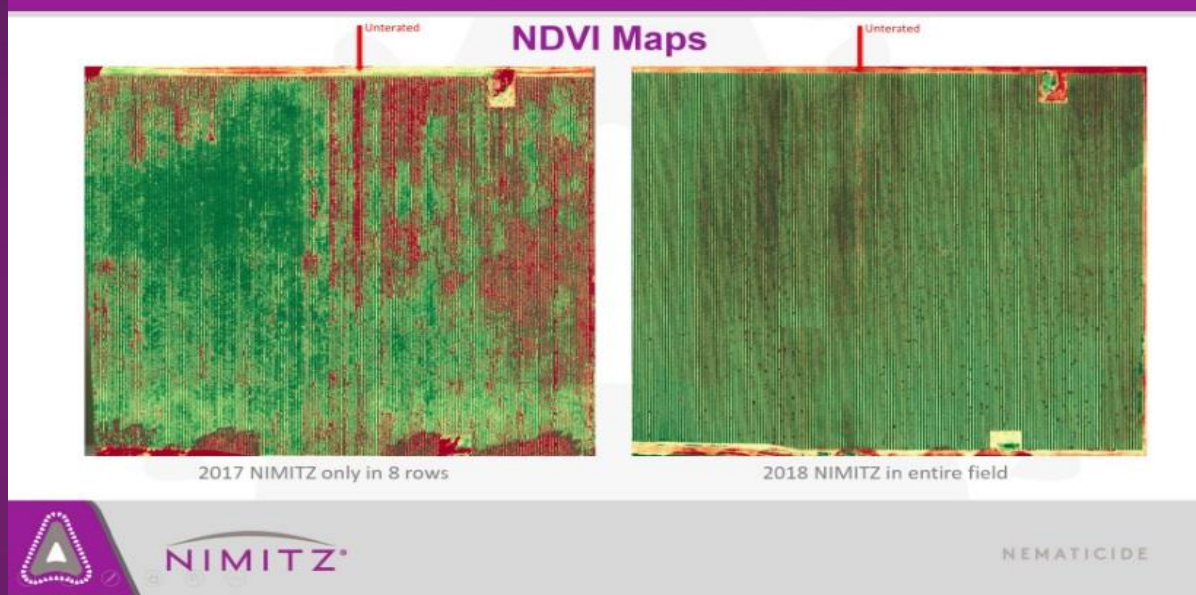 Unterated
NDVI Maps
Unterated
2017 NIMITZ only in 8 rows
2018 NIMITZ in entire field
NIMITZ®
NEMATICIDE